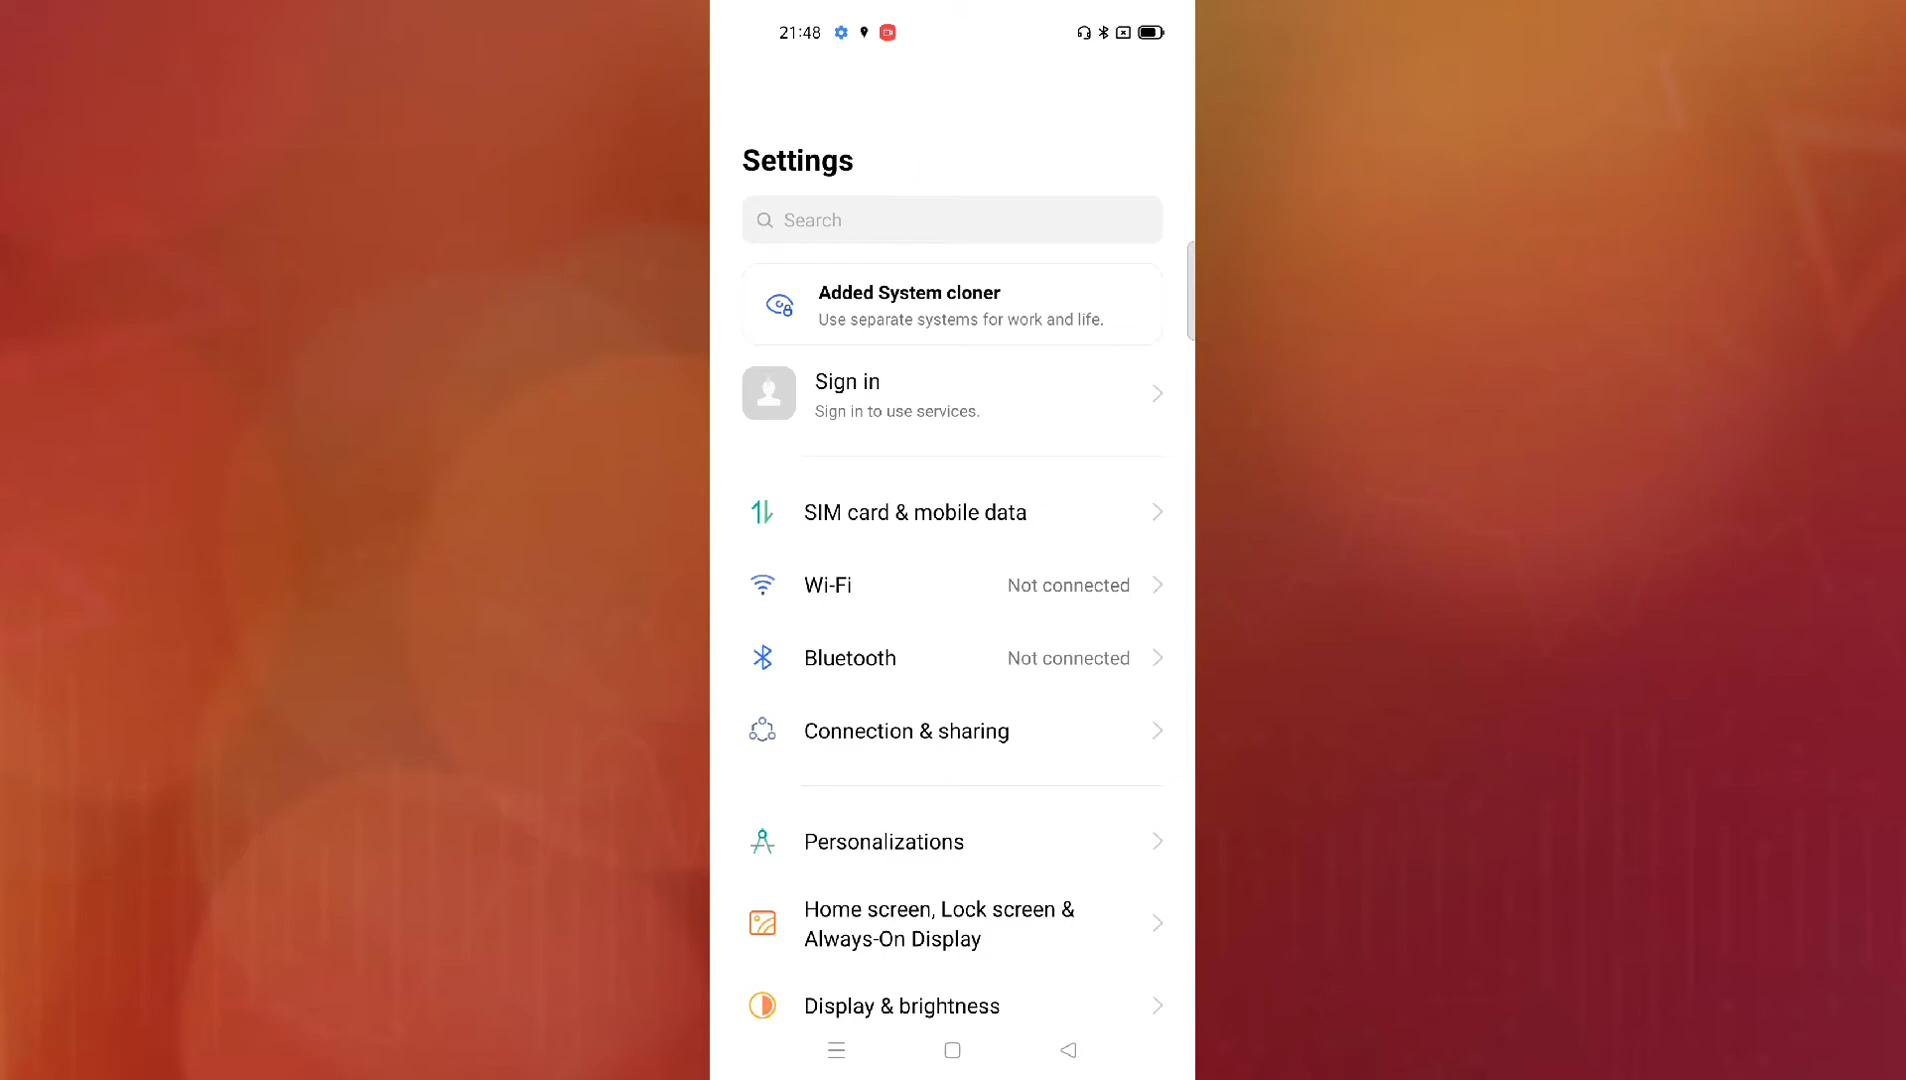 21:48
Settings
Search
Added System cloner
Use separate systems for work and life.
Sign in
Sign in to use services.
SIM card & mobile data
Wi-Fi Not connected
Bluetooth Not connected
Connection & sharing
Personalizations
Home screen, Lock screen &
Always-On Display
Display & brightness